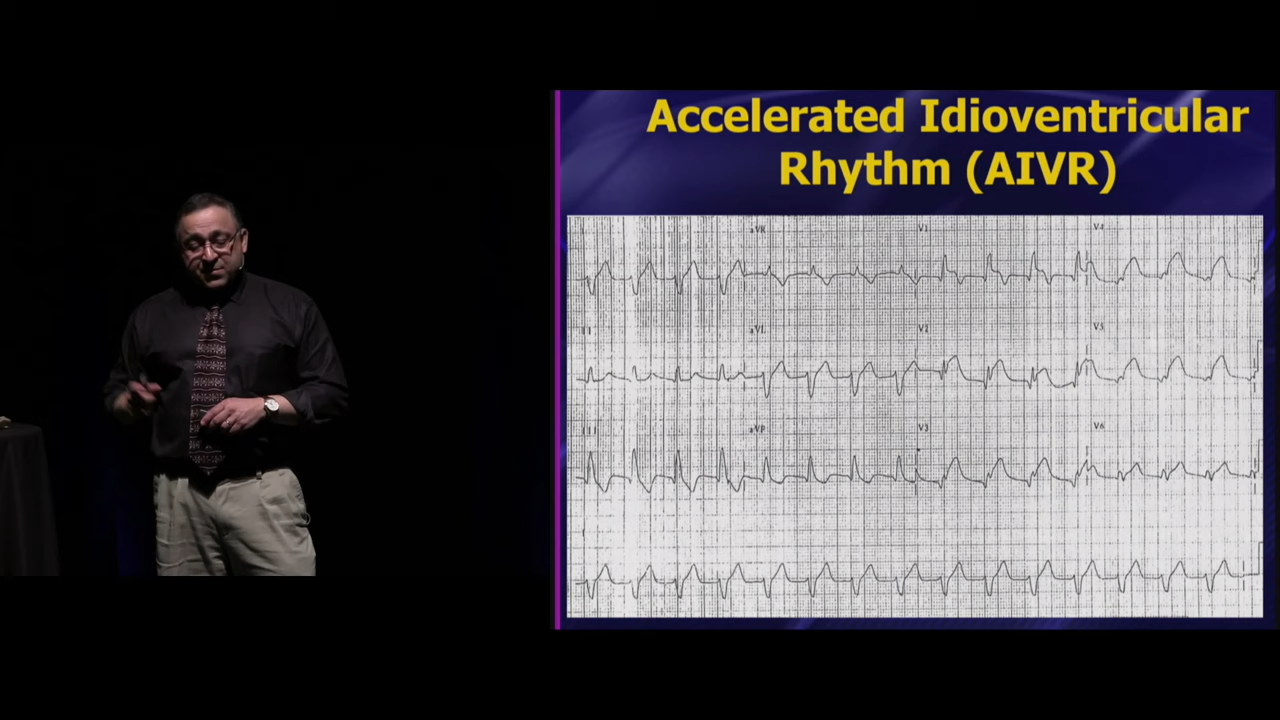 Accelerated Idioventricular
Rhythm (AIVR)
aVR
V1
V4
II
aVL
V2
V5
III
aVF
V3
V6